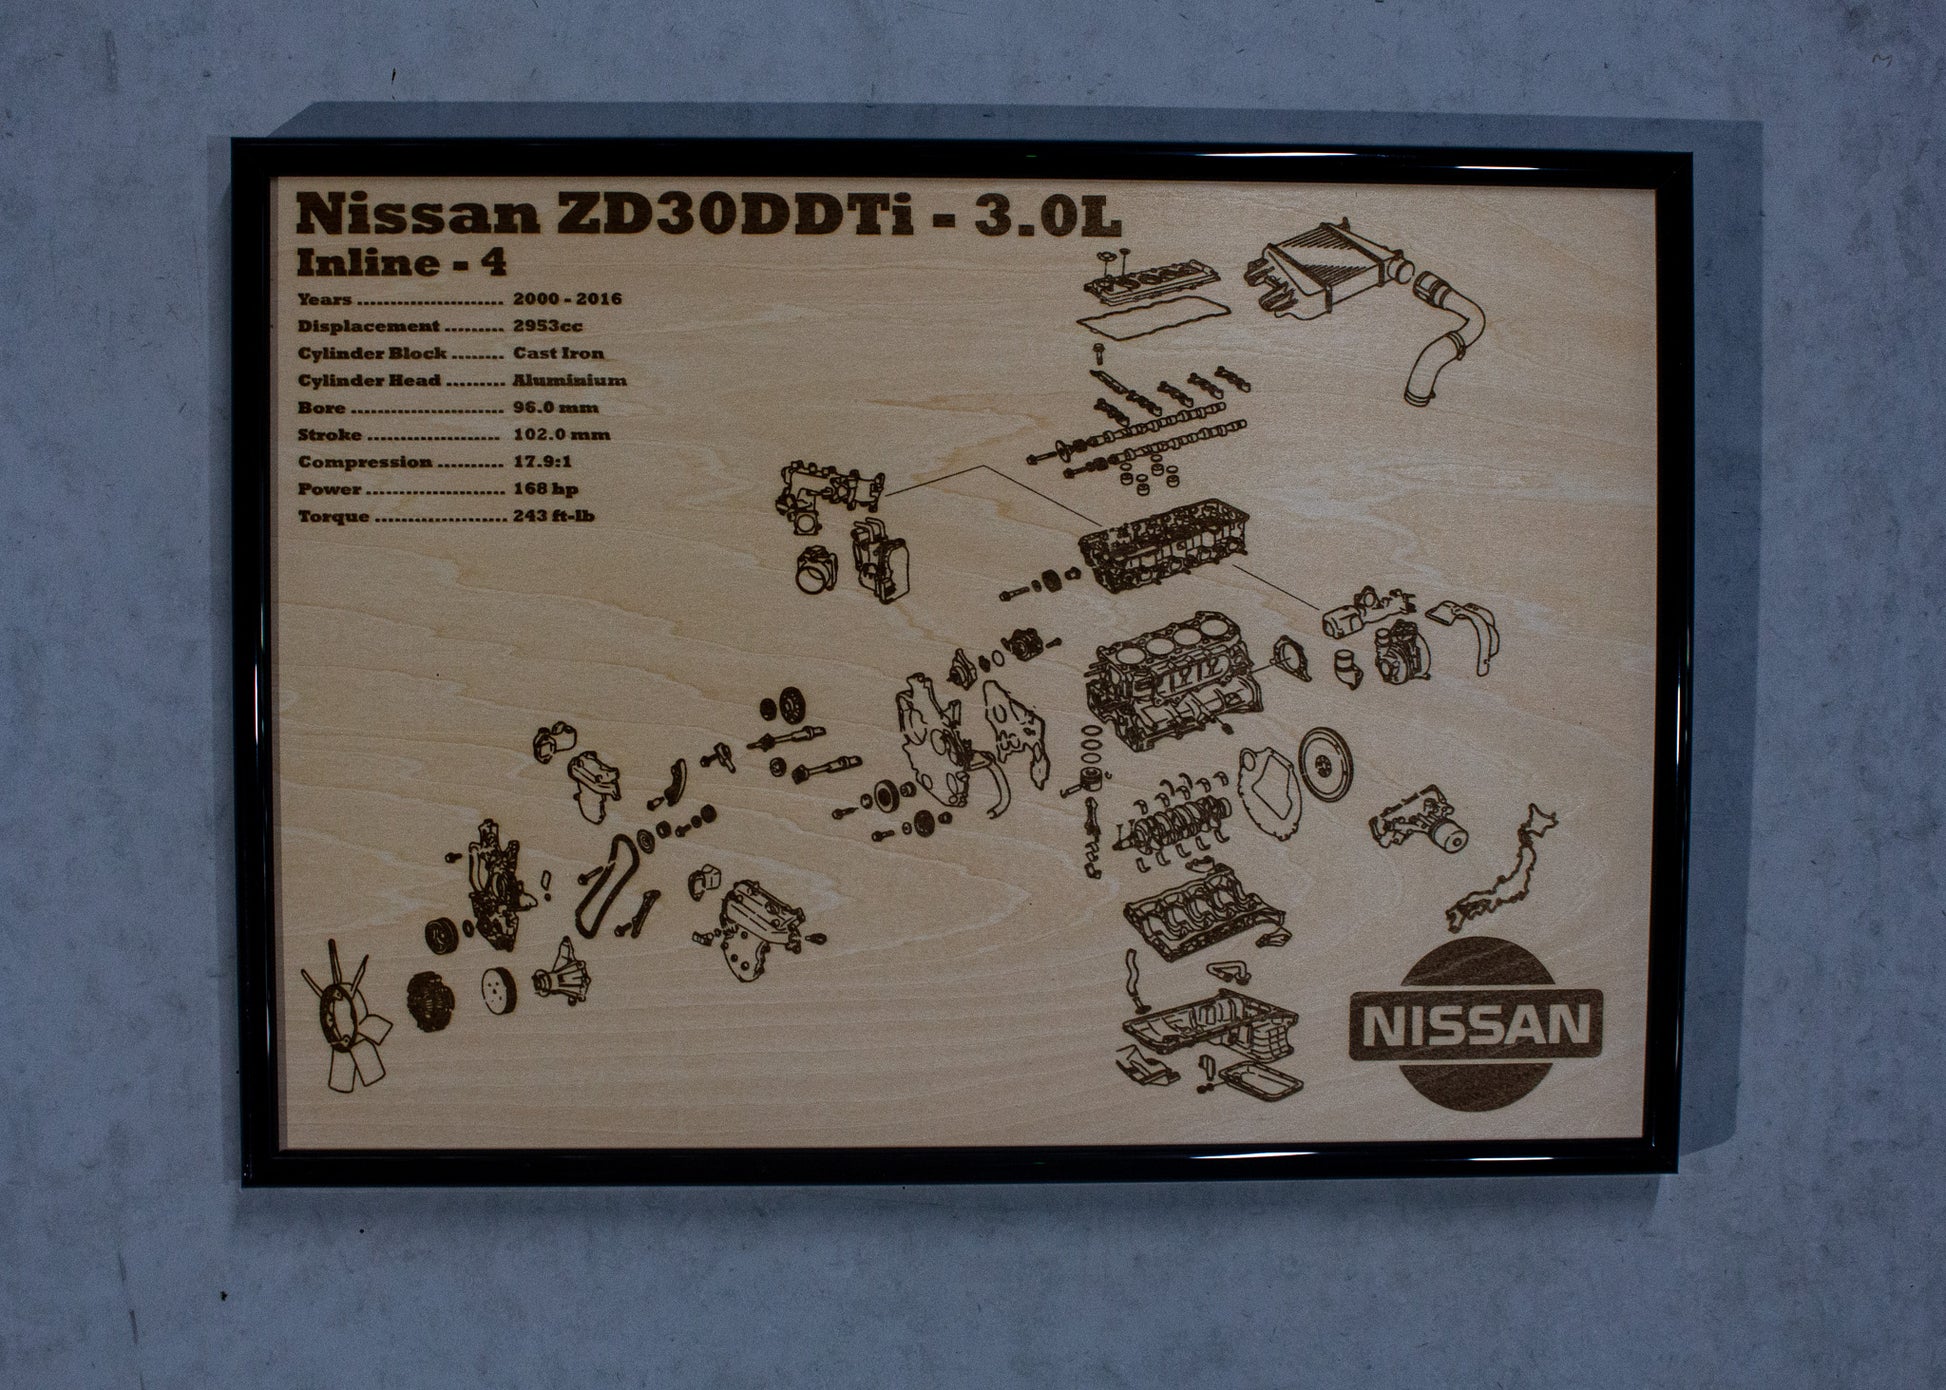 Nissan ZD30DDTi - 3.0L
Inline - 4
Years ...................... 2000 - 2016
Displacement ......... 2953cc
Cylinder Block ........ Cast Iron
Cylinder Head ......... Aluminium
Bore ....................... 96.0 mm
Stroke .................... 102.0 mm
Compression .......... 17.9:1
Power ..................... 168 hp
Torque .................... 243 ft-lb
NISSAN